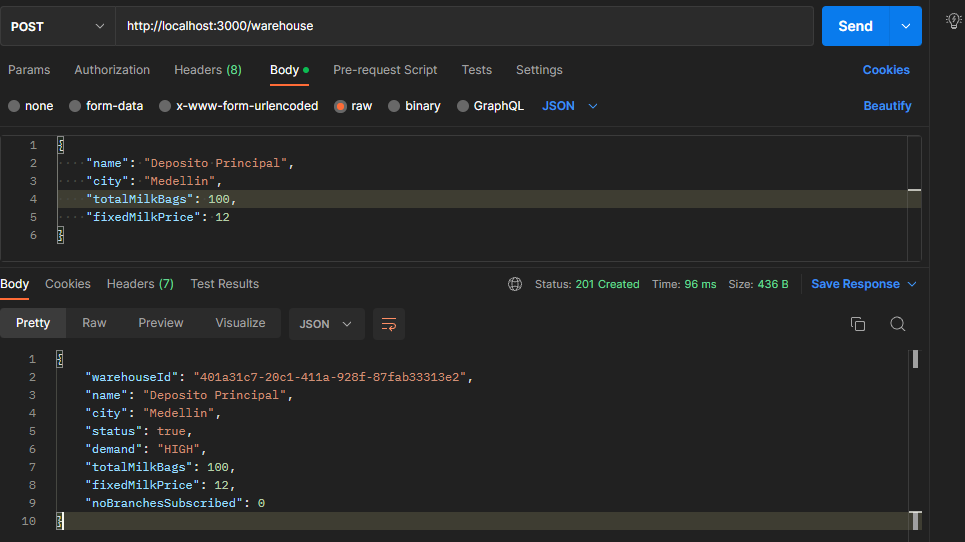 POST http://localhost:3000/warehouse Send
Params Authorization Headers (8) Body Pre-request Script Tests Settings Cookies
none form-data x-www-form-urlencoded raw binary GraphQL JSON Beautify
1 {
2 "name": "Deposito Principal",
3 "city": "Medellin",
4 "totalMilkBags": 100,
5 "fixedMilkPrice": 12
6 }
Body Cookies Headers (7) Test Results Status: 201 Created Time: 96 ms Size: 436 B Save Response
Pretty Raw Preview Visualize JSON
1 {
2 "warehouseId": "401a31c7-20c1-411a-928f-87fab33313e2",
3 "name": "Deposito Principal",
4 "city": "Medellin",
5 "status": true,
6 "demand": "HIGH",
7 "totalMilkBags": 100,
8 "fixedMilkPrice": 12,
9 "noBranchesSubscribed": 0
10 }